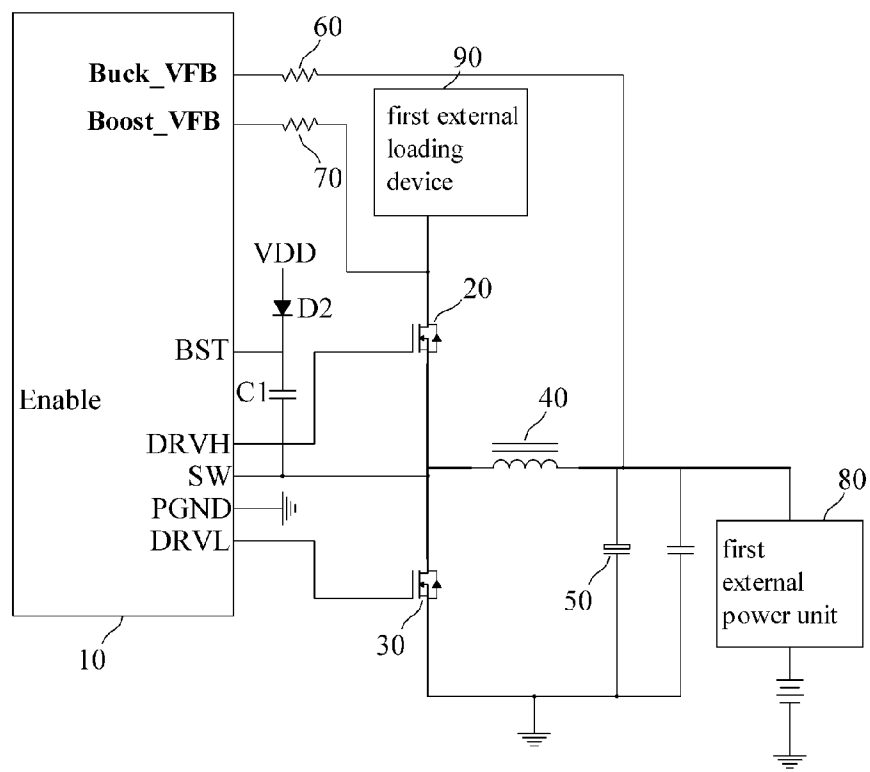 60
Buck_VFB
90
Boost_VFB
70
first external
loading
device
VDD
D2
20
BST
C1
Enable
40
DRVH
SW
PGND
DRVL
80
50
first
external
power unit
30
10